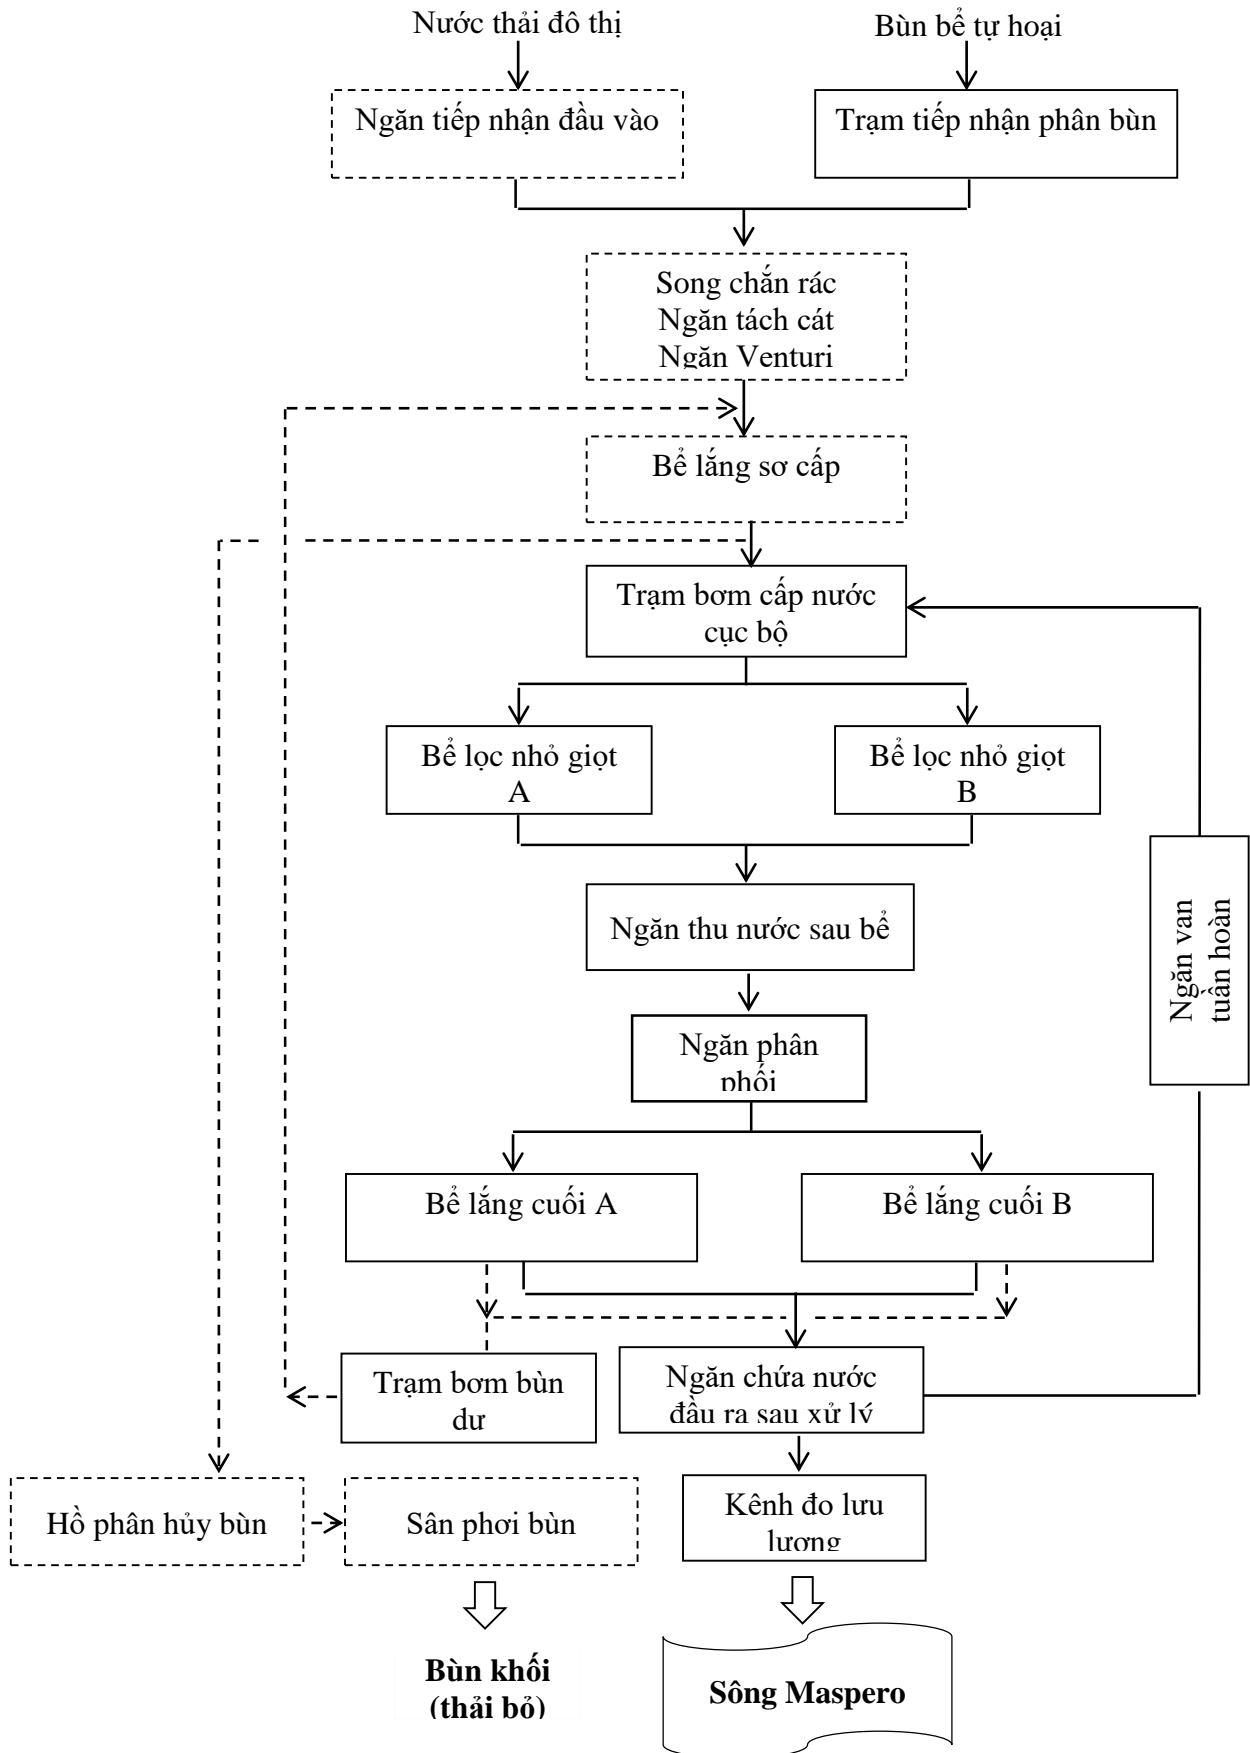 Nước thải đô thị
Bùn bể tự hoại
Ngăn tiếp nhận đầu vào
Trạm tiếp nhận phân bùn
Song chắn rác
Ngăn tách cát
Ngăn Venturi
Bể lắng sơ cấp
Trạm bơm cấp nước
cục bộ
Bể lọc nhỏ giọt
A
Bể lọc nhỏ giọt
B
Ngăn thu nước sau bể
Ngăn van
tuần hoàn
Ngăn phân
phối
Bể lắng cuối A
Bể lắng cuối B
Trạm bơm bùn
dư
Ngăn chứa nước
đầu ra sau xử lý
Hồ phân hủy bùn
Sân phơi bùn
Kênh đo lưu
lượng
Bùn khối
(thải bỏ)
Sông Maspero